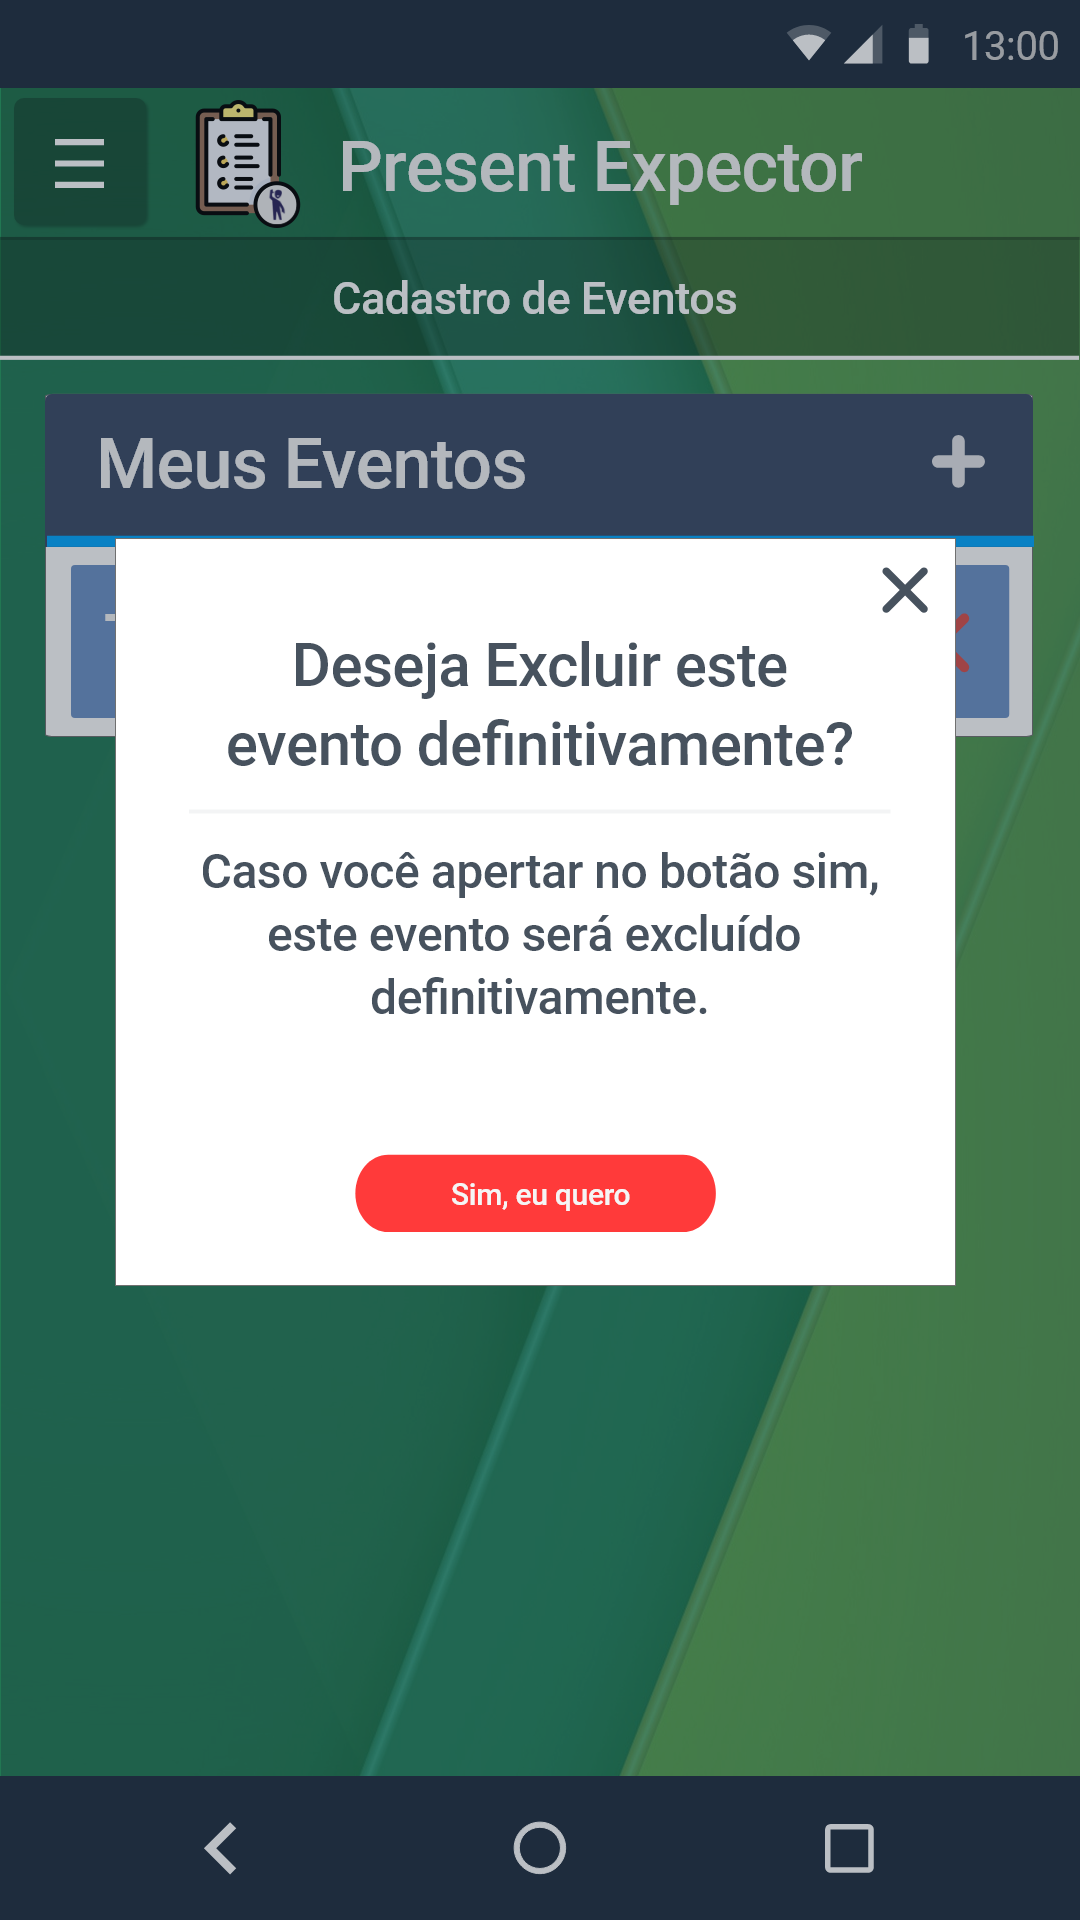 13:00
Present Expector
Cadastro de Eventos
Meus Eventos
Deseja Excluir este
evento definitivamente?
Caso você apertar no botão sim,
este evento será excluído
definitivamente.
Sim, eu quero